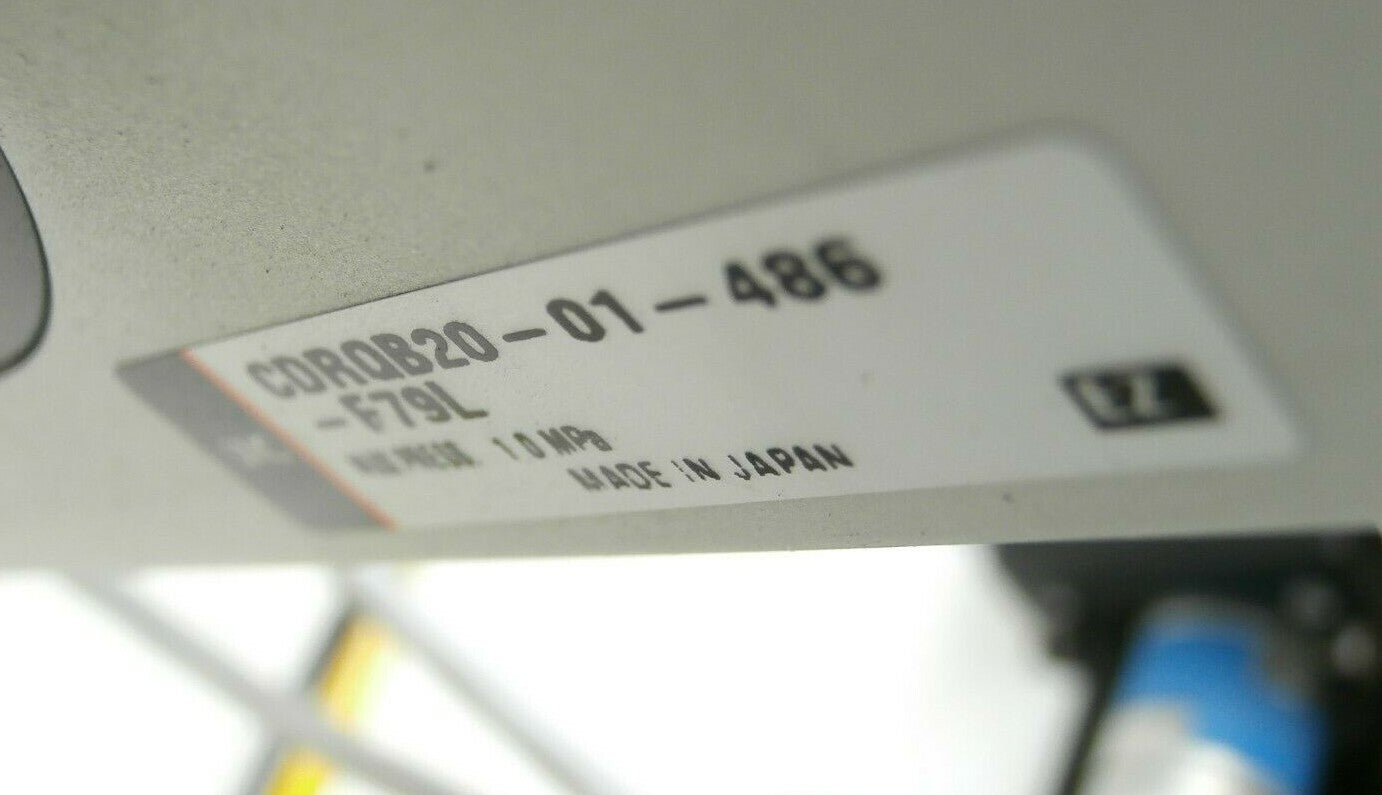 CDRQB20-01-486
-F79L
MAX PRESS. 1.0 MPa
MADE IN JAPAN